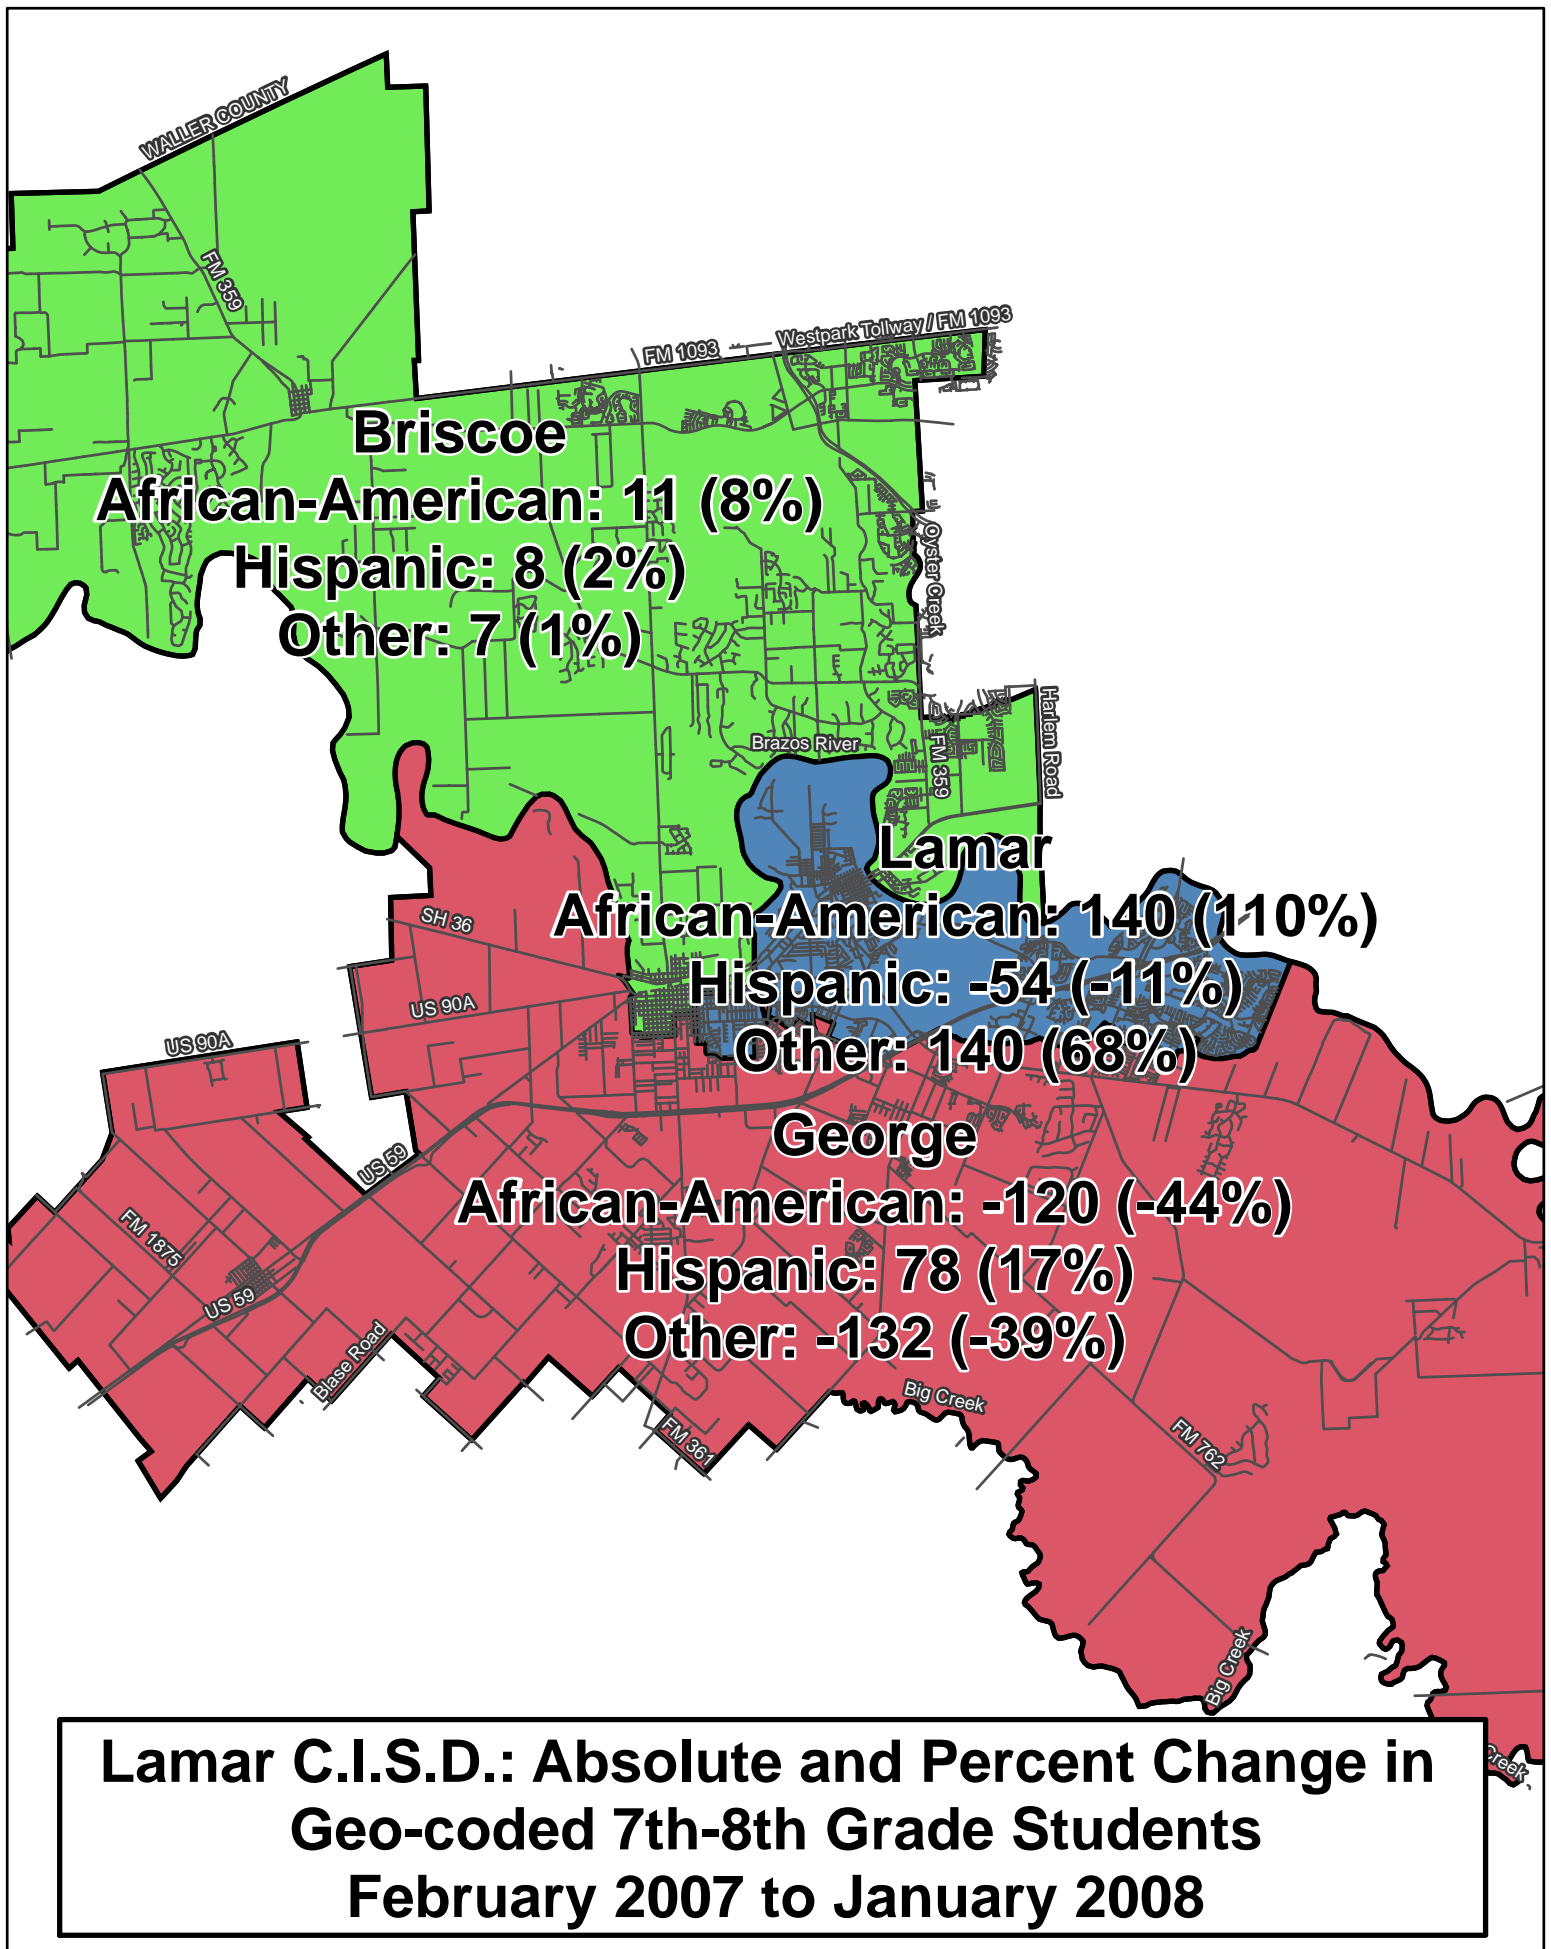 WALLER COUNTY
FM 359
Westpark Tollway / FM 1093
FM 1093
Briscoe
African-American: 11 (8%)
Hispanic: 8 (2%)
Other: 7 (1%)
Oyster Creek
Harlem Road
Brazos River
FM 359
Lamar
African-American: 140 (110%)
Hispanic: -54 (-11%)
Other: 140 (68%)
SH 36
US 90A
US 90A
George
African-American: -120 (-44%)
Hispanic: 78 (17%)
Other: -132 (-39%)
US 59
FM 1875
US 59
Blase Road
FM 361
Big Creek
FM 762
Big Creek
Creek
Lamar C.I.S.D.: Absolute and Percent Change in
Geo-coded 7th-8th Grade Students
February 2007 to January 2008